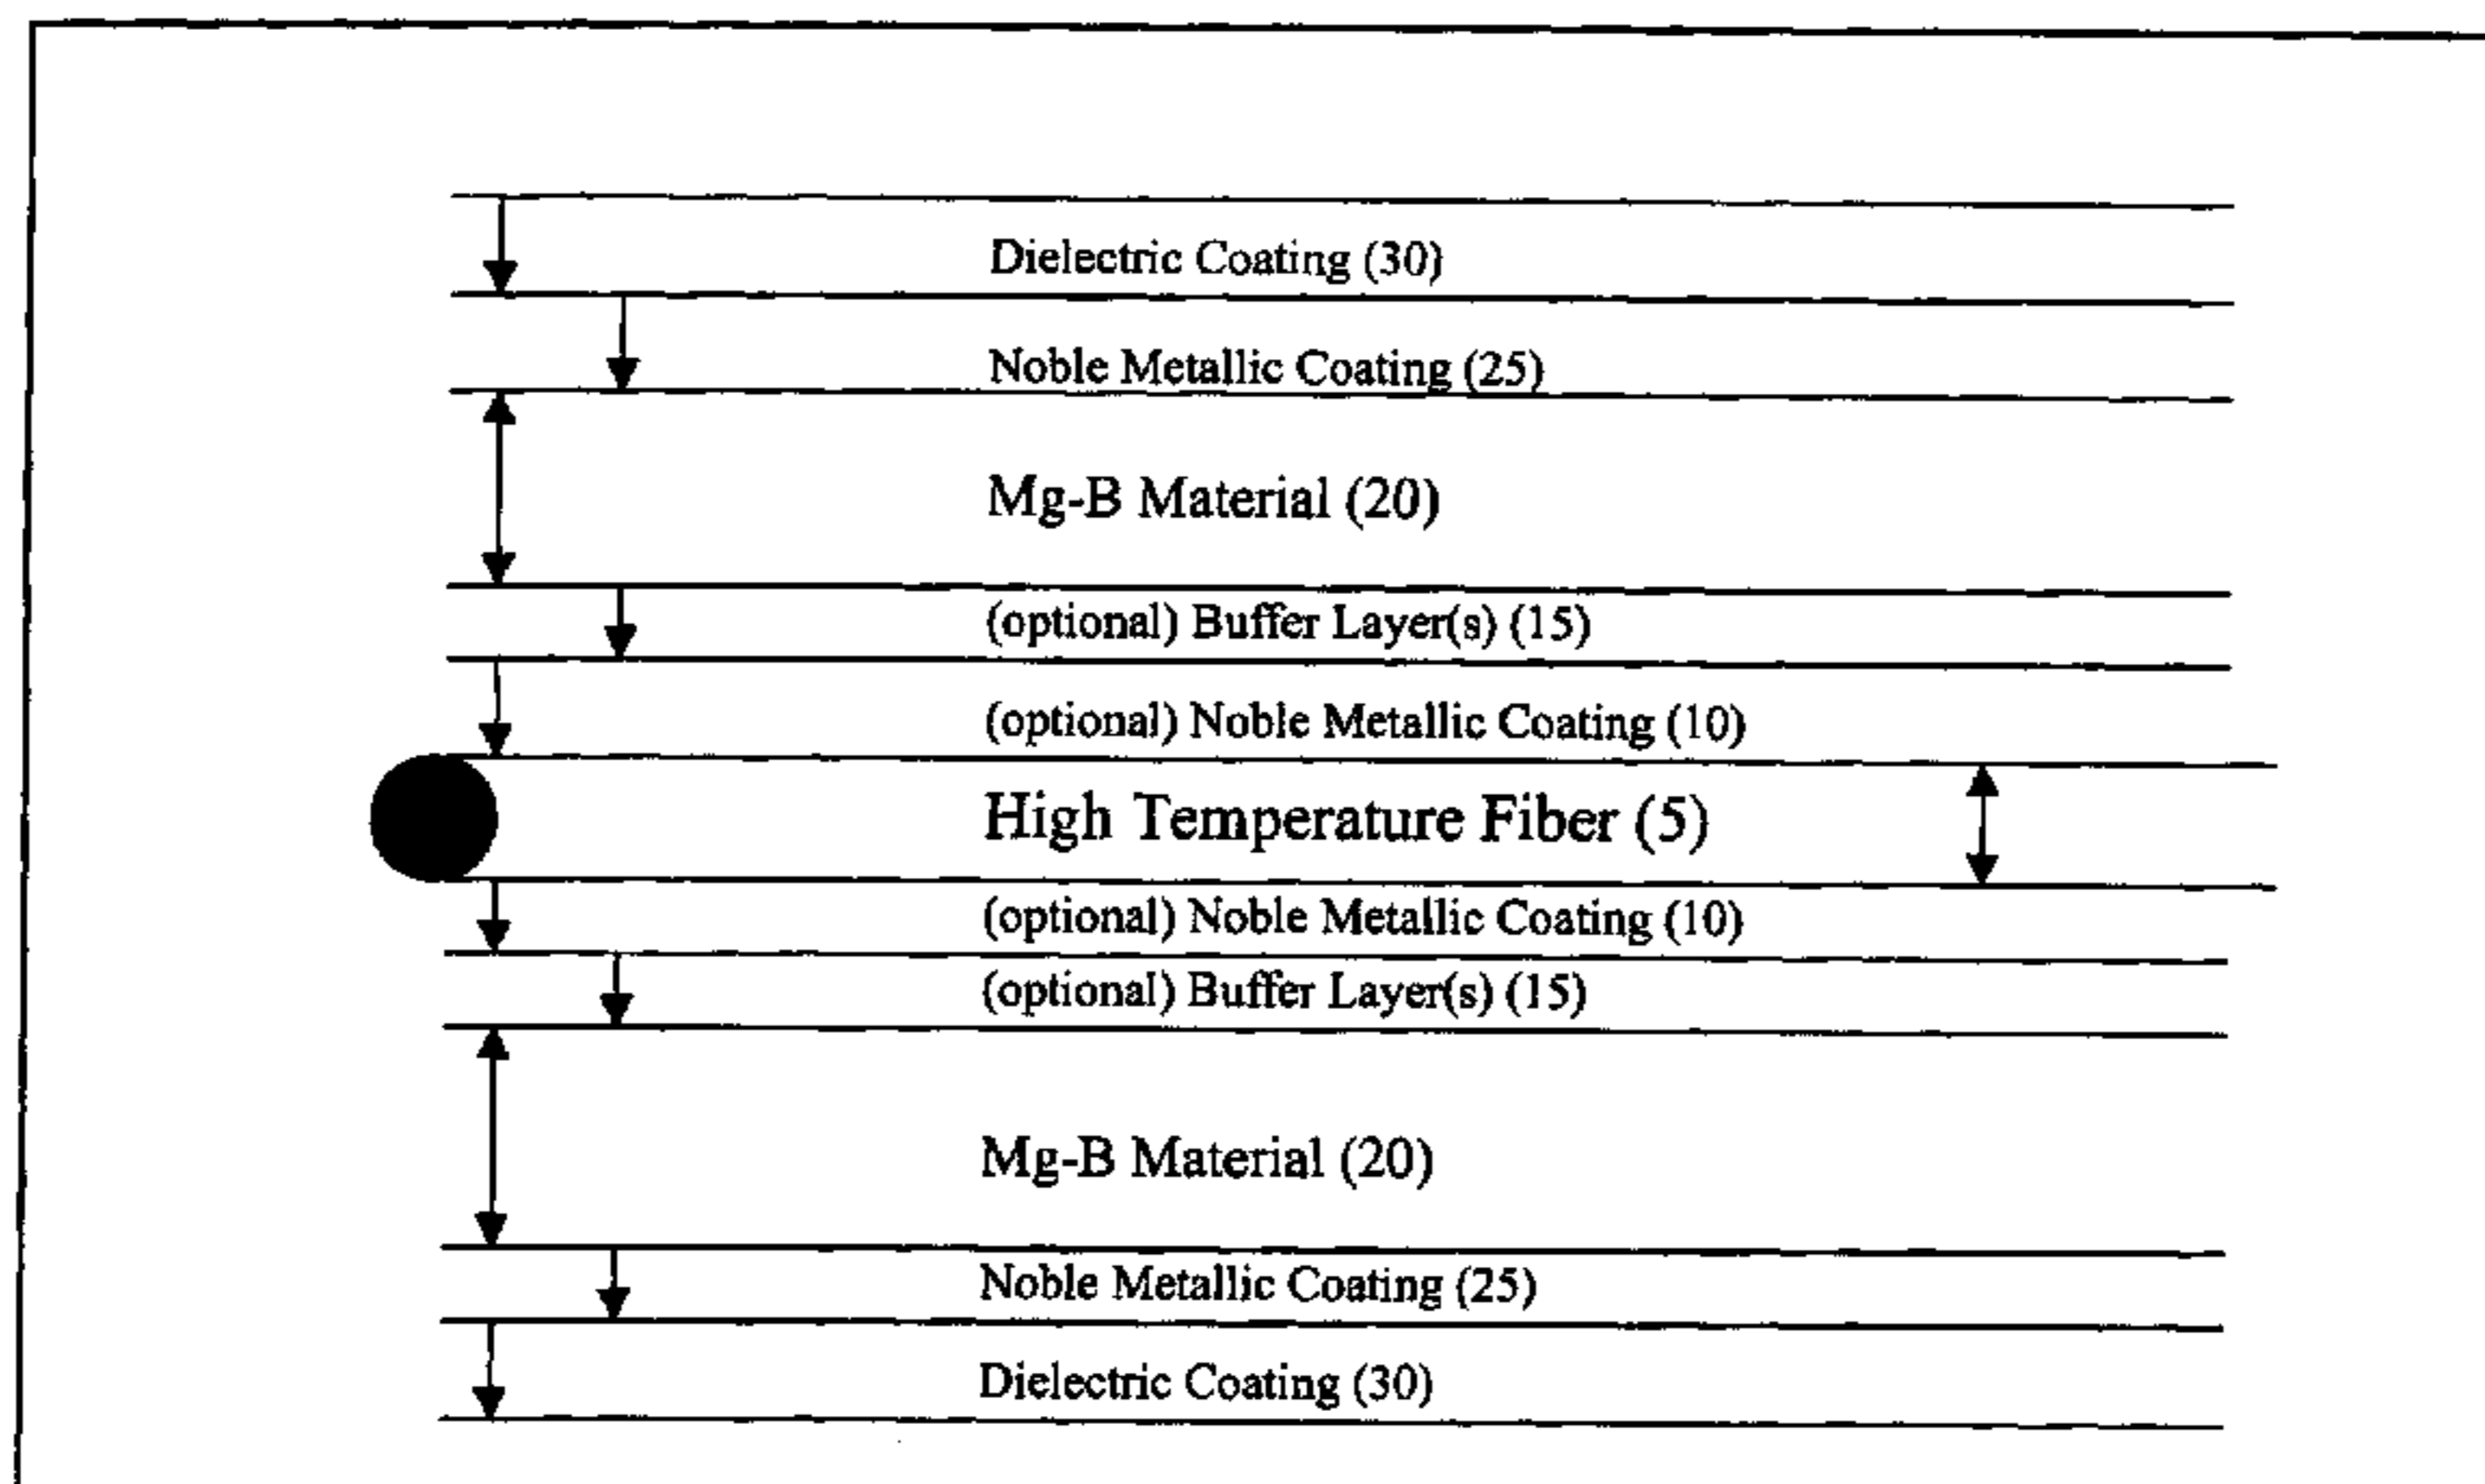 Dielectric Coating (30)
Noble Metallic Coating (25)
Mg-B Material (20)
(optional) Buffer Layer(s) (15)
(optional) Noble Metallic Coating (10)
High Temperature Fiber (5)
(optional) Noble Metallic Coating (10)
(optional) Buffer Layer(s) (15)
Mg-B Material (20)
Noble Metallic Coating (25)
Dielectric Coating (30)